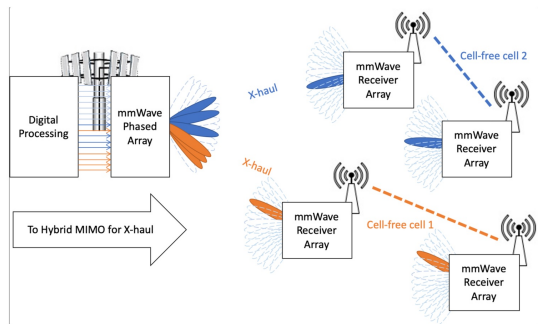 Digital
Processing
mmWave
Phased
Array
To Hybrid MIMO for X-haul
X-haul
X-haul
mmWave
Receiver
Array
Cell-free cell 2
mmWave
Receiver
Array
mmWave
Receiver
Array
Cell-free cell 1
mmWave
Receiver
Array